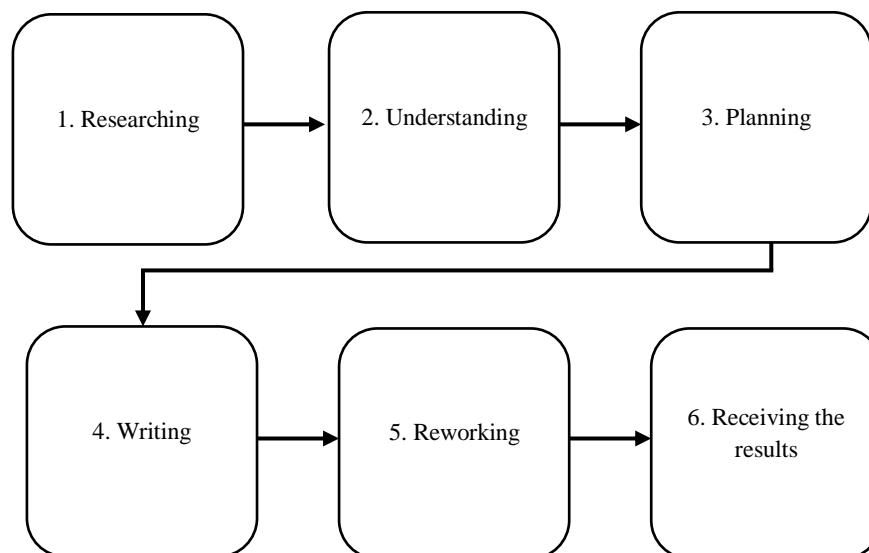 1. Researching
2. Understanding
3. Planning
4. Writing
5. Reworking
6. Receiving the
results